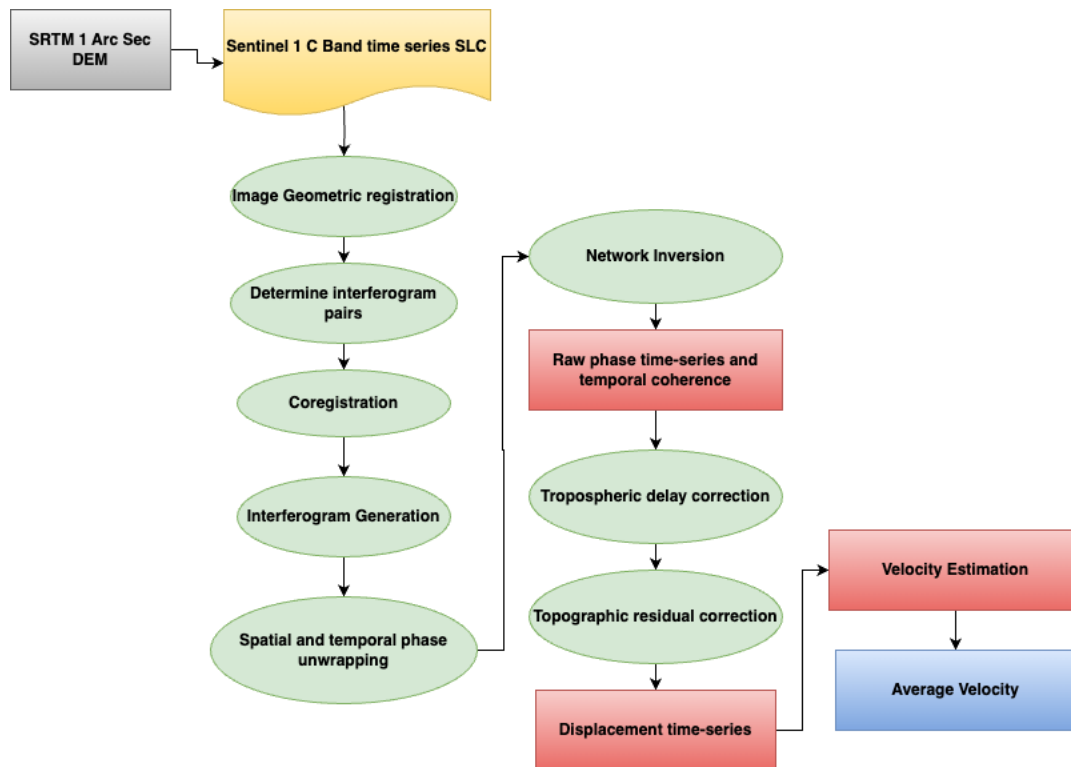 SRTM 1 Arc Sec
DEM
Sentinel 1 C Band time series SLC
Image Geometric registration
Determine interferogram
pairs
Coregistration
Interferogram Generation
Spatial and temporal phase
unwrapping
Network Inversion
Raw phase time-series and
temporal coherence
Tropospheric delay correction
Topographic residual correction
Displacement time-series
Velocity Estimation
Average Velocity